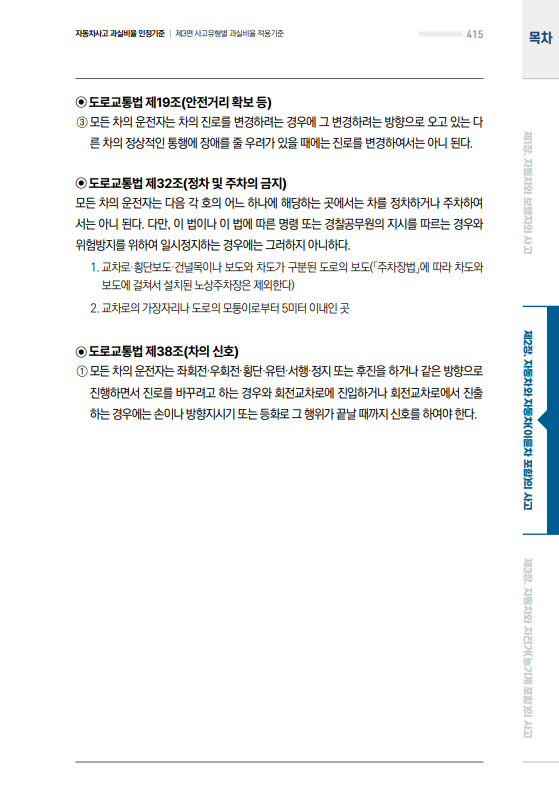 자동차사고 과실비율 인정기준 | 제3편 사고유형별 과실비율 적용기준
415
목차
◉ 도로교통법 제19조(안전거리 확보 등)
③ 모든 차의 운전자는 차의 진로를 변경하려는 경우에 그 변경하려는 방향으로 오고 있는 다
른 차의 정상적인 통행에 장애를 줄 우려가 있을 때에는 진로를 변경하여서는 아니 된다.
◉ 도로교통법 제32조(정차 및 주차의 금지)
모든 차의 운전자는 다음 각 호의 어느 하나에 해당하는 곳에서는 차를 정차하거나 주차하여
서는 아니 된다. 다만, 이 법이나 이 법에 따른 명령 또는 경찰공무원의 지시를 따르는 경우와
위험방지를 위하여 일시정지하는 경우에는 그러하지 아니하다.
1. 교차로·횡단보도·건널목이나 보도와 차도가 구분된 도로의 보도(「주차장법」에 따라 차도와
보도에 걸쳐서 설치된 노상주차장은 제외한다)
2. 교차로의 가장자리나 도로의 모퉁이로부터 5미터 이내인 곳
◉ 도로교통법 제38조(차의 신호)
① 모든 차의 운전자는 좌회전·우회전·횡단·유턴·서행·정지 또는 후진을 하거나 같은 방향으로
진행하면서 진로를 바꾸려고 하는 경우와 회전교차로에 진입하거나 회전교차로에서 진출
하는 경우에는 손이나 방향지시기 또는 등화로 그 행위가 끝날 때까지 신호를 하여야 한다.
제1장. 자동차와 보행자의 사고
제2장. 자동차와 자동차(이륜차 포함)의 사고
제3장. 자동차와 자전거(농기계 포함)의 사고